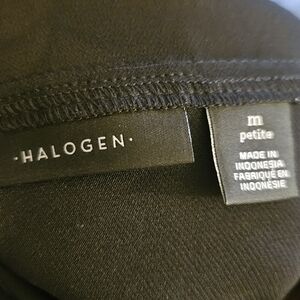 ·HALOGEN·
m
petite
MADE IN
INDONESIA
FABRIQUÉ EN
INDONÉSIE